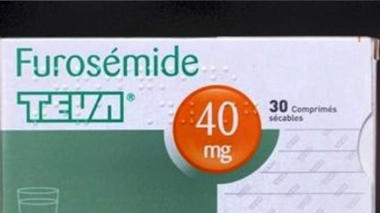 Furosémide
TEVA®
40
mg
30 Comprimés
sécables